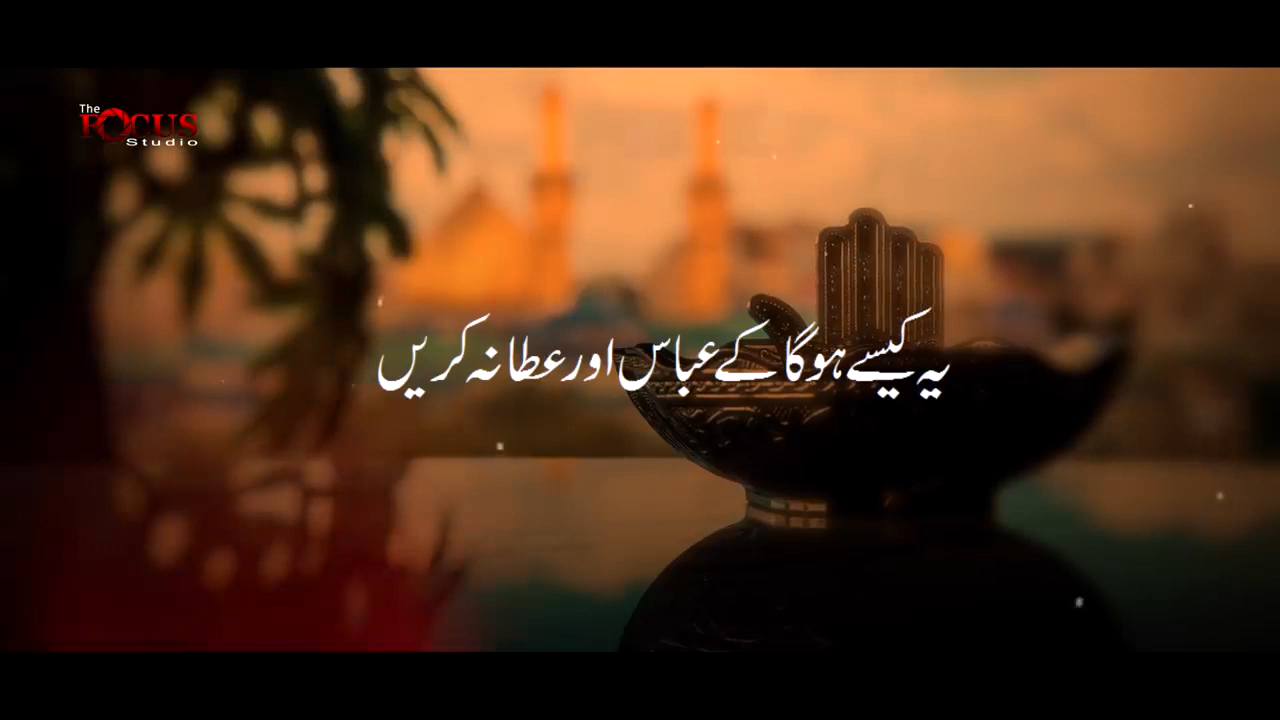 The
FOCUS
Studio
یہ کیسے ہوگا کے عباس اور عطا نہ کریں